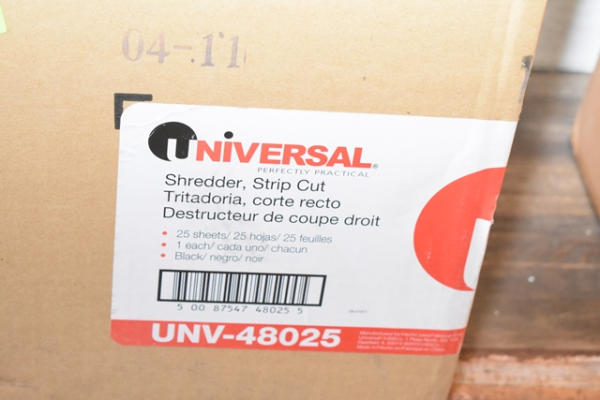 04-11
UNIVERSAL®
PERFECTLY PRACTICAL
Shredder, Strip Cut
Tritadoria, corte recto
Destructeur de coupe droit
• 25 sheets/ 25 hojas/ 25 feuilles
• 1 each/ cada uno/ chacun
• Black/ negro/ noir
5 00 87547 48025 5
UNV-48025